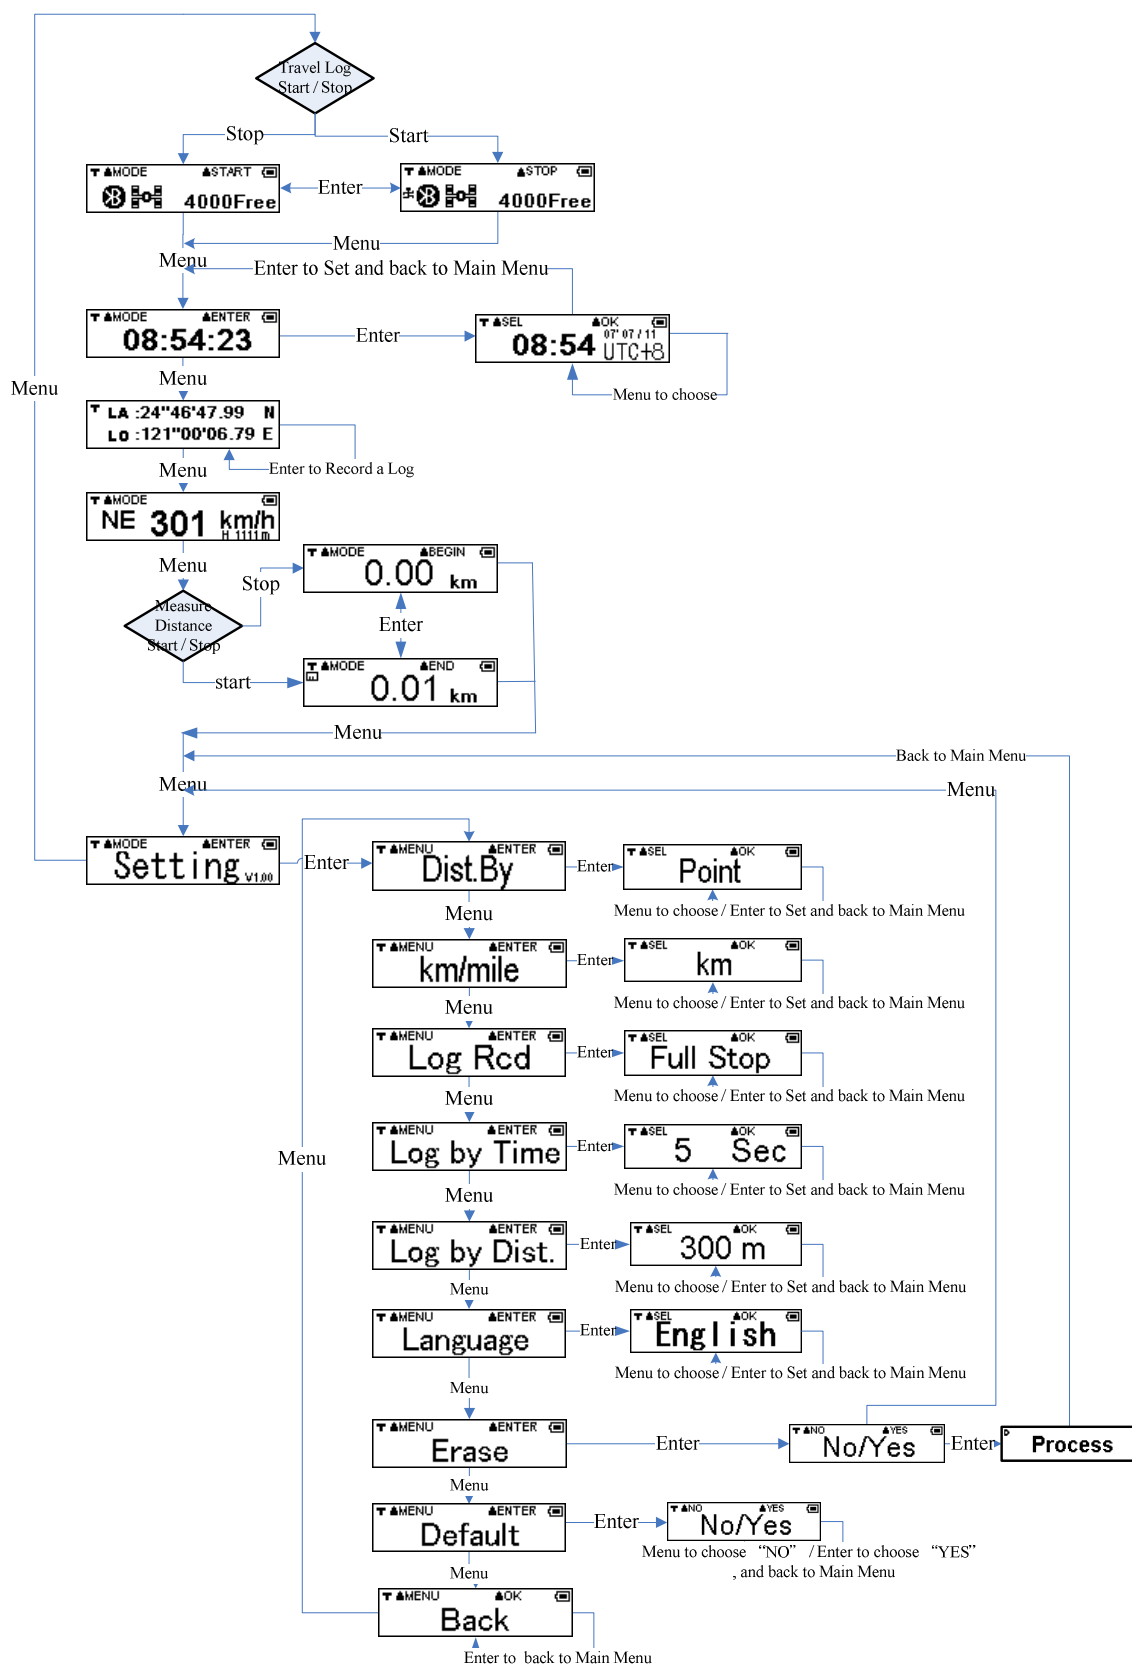 Travel Log
Start / Stop
Stop
Start
MODE START
4000Free
Enter
MODE STOP
4000Free
Menu
Menu
Enter to Set and back to Main Menu
MODE ENTER
08:54:23
Enter
SEL OK
08:54 07' 07 / 11
UTC+8
Menu to choose
Menu
Menu
LA :24"46'47.99 N
LO :121"00'06.79 E
Enter to Record a Log
Menu
MODE
NE 301 km/h
H 1111m
Menu
Measure
Distance
Start / Stop
Stop
MODE BEGIN
0.00 km
Enter
start
MODE END
0.01 km
Menu
Back to Main Menu
Menu
Menu
MODE ENTER
Setting V1.00
Enter
MENU ENTER
Dist.By
Enter
SEL OK
Point
Menu to choose / Enter to Set and back to Main Menu
Menu
MENU ENTER
km/mile
Enter
SEL OK
km
Menu to choose / Enter to Set and back to Main Menu
Menu
MENU ENTER
Log Rcd
Enter
SEL OK
Full Stop
Menu to choose / Enter to Set and back to Main Menu
Menu
MENU ENTER
Log by Time
Enter
SEL OK
5 Sec
Menu to choose / Enter to Set and back to Main Menu
Menu
Menu
MENU ENTER
Log by Dist.
Enter
SEL OK
300 m
Menu to choose / Enter to Set and back to Main Menu
Menu
MENU ENTER
Language
Enter
SEL OK
English
Menu to choose / Enter to Set and back to Main Menu
Menu
MENU ENTER
Erase
Enter
NO YES
No/Yes
Enter
Process
Menu
MENU ENTER
Default
Enter
NO YES
No/Yes
Menu to choose “NO” / Enter to choose “YES”
, and back to Main Menu
Menu
MENU OK
Back
Enter to back to Main Menu